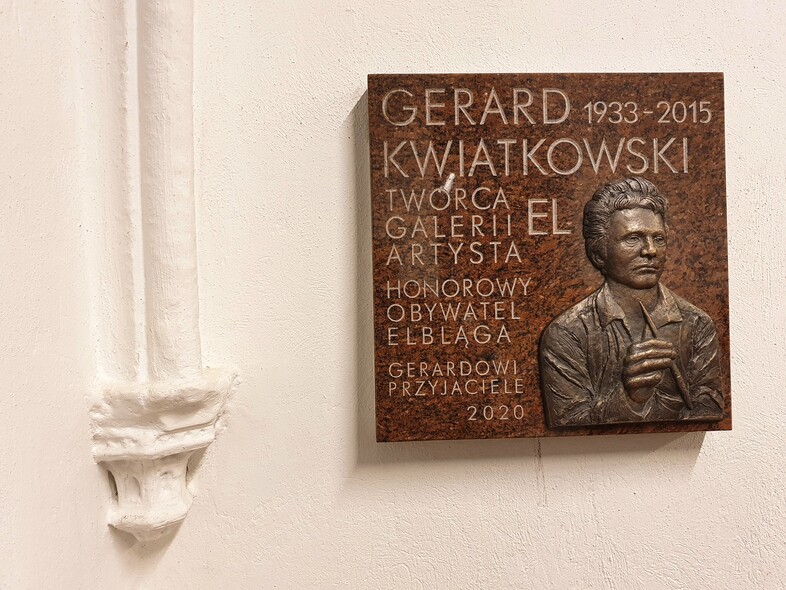 GERARD 1933-2015
KWIATKOWSKI
TWÓRCA
GALERII EL
ARTYSTA
HONOROWY
OBYWATEL
ELBLĄGA
GERARDOWI
PRZYJACIELE
2020